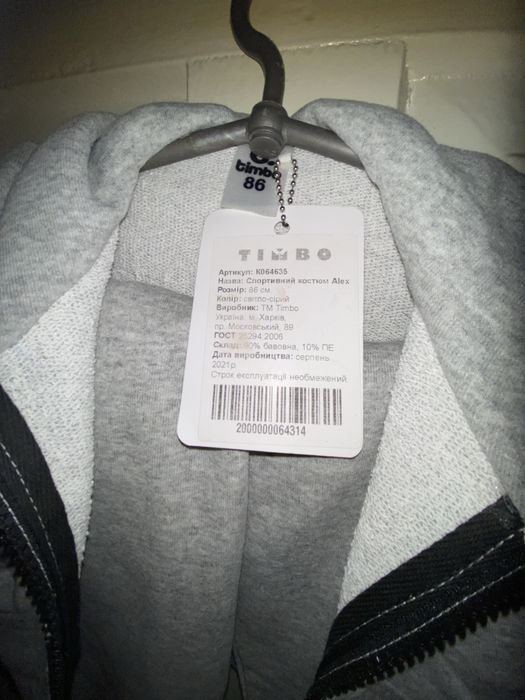 timbo
86
TIMBO
Артикул: К064635
Назва: Спортивний костюм Alex
Розмір: 86 см
Колір: світло-сірий
Виробник: ТМ Timbo
Україна, м. Харків,
пр. Московський, 89
ГОСТ 25294:2006
Склад: 90% бавовна, 10% ПЕ
Дата виробництва: серпень
2021р.
Строк експлуатації необмежений.
2000000064314